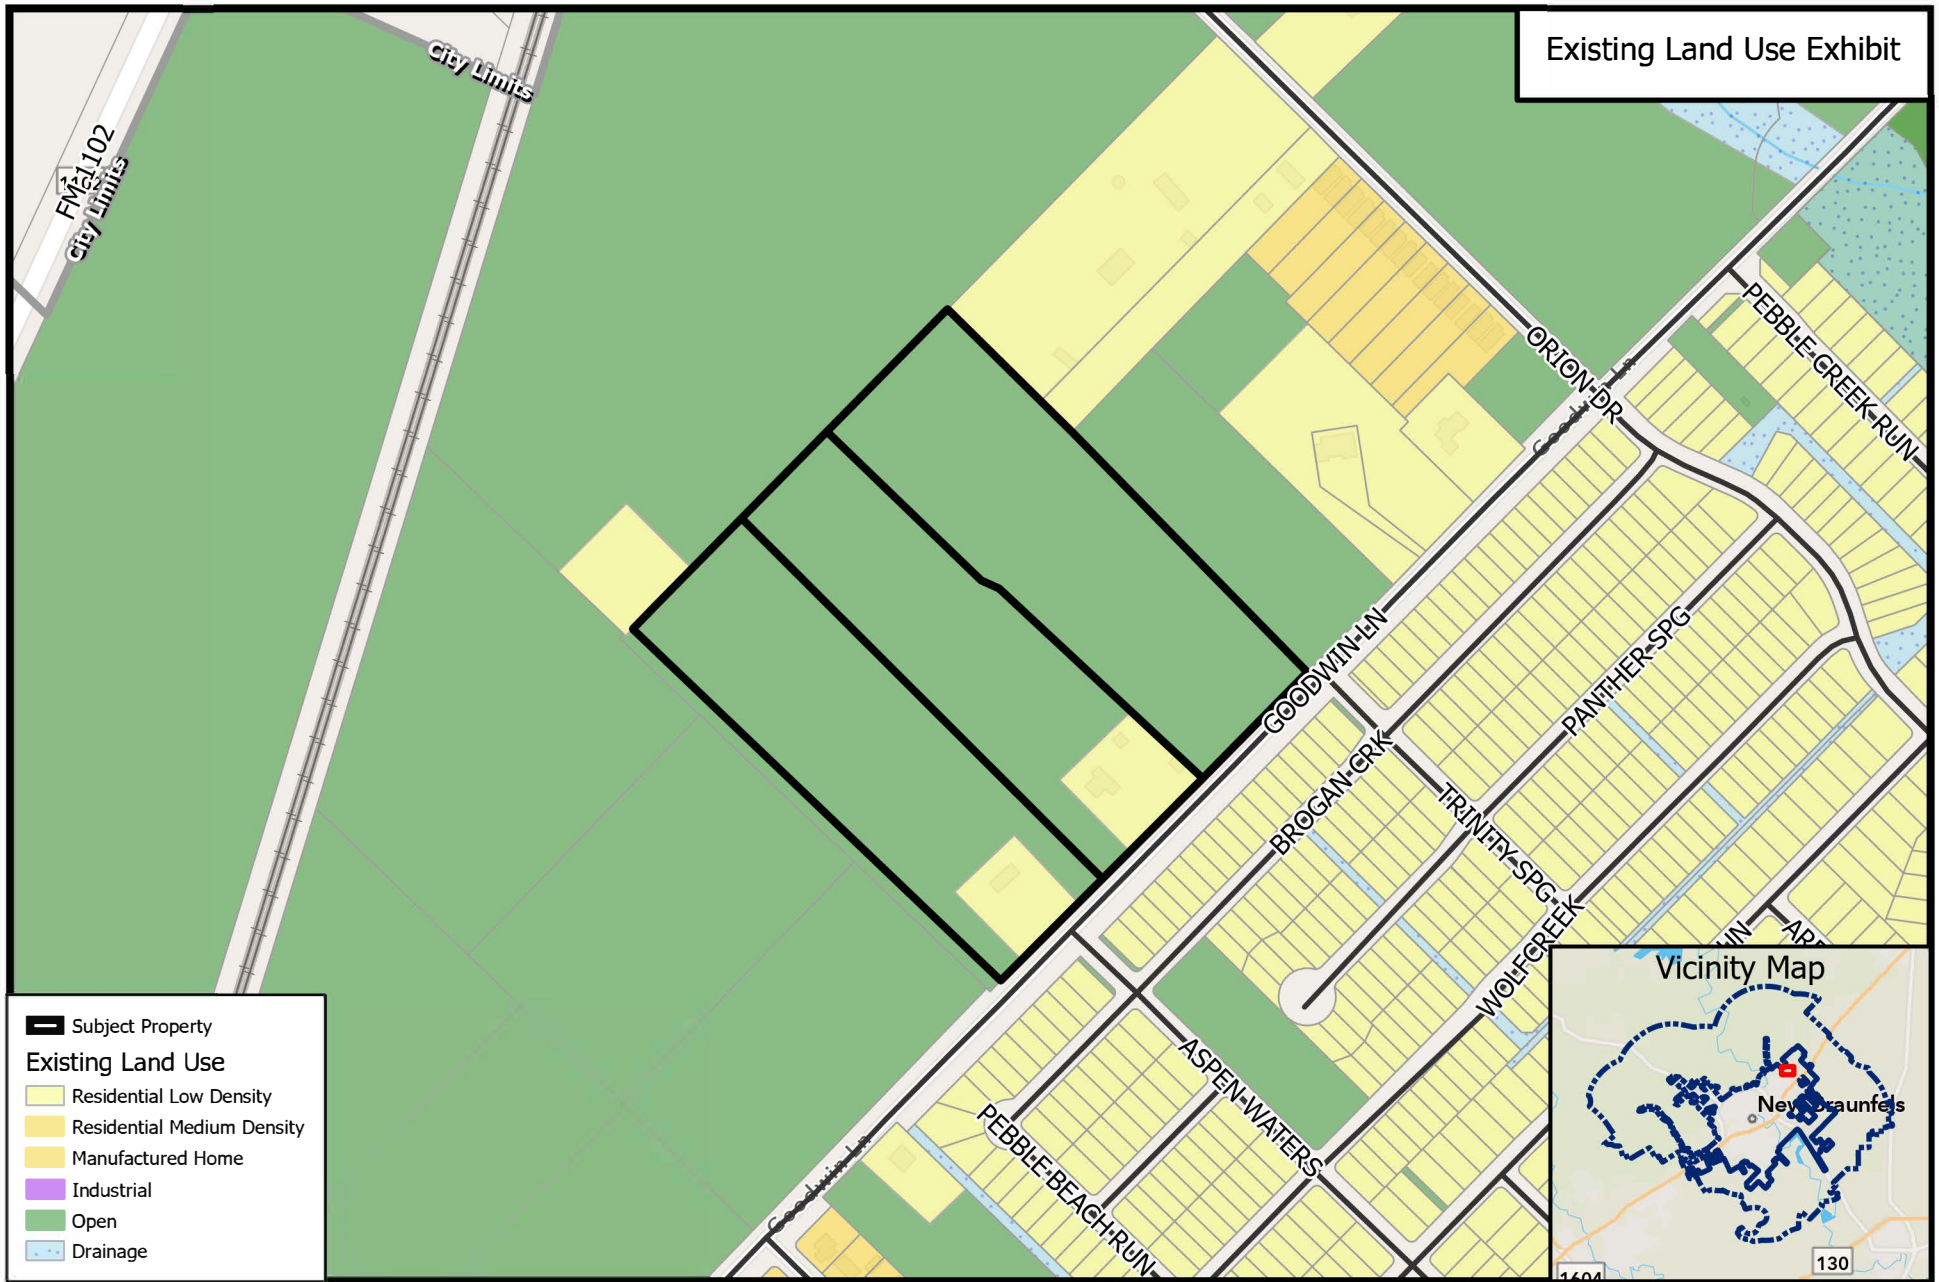 Existing Land Use Exhibit
City Limits
FM-1102
City Limits
PEBBLE-CREEK-RUN
ORION-DR
Goodwin Ln
GOODWIN-LN
PANTHER-SPG
BROGAN-CRK
TRINITY-SPG
WOLFCREEK
ASPEN-WATERS
PEBBLE-BEACH-RUN
Goodwin Ln
Subject Property
Existing Land Use
Residential Low Density
Residential Medium Density
Manufactured Home
Industrial
Open
Drainage
Vicinity Map
New Braunfels
130
1604